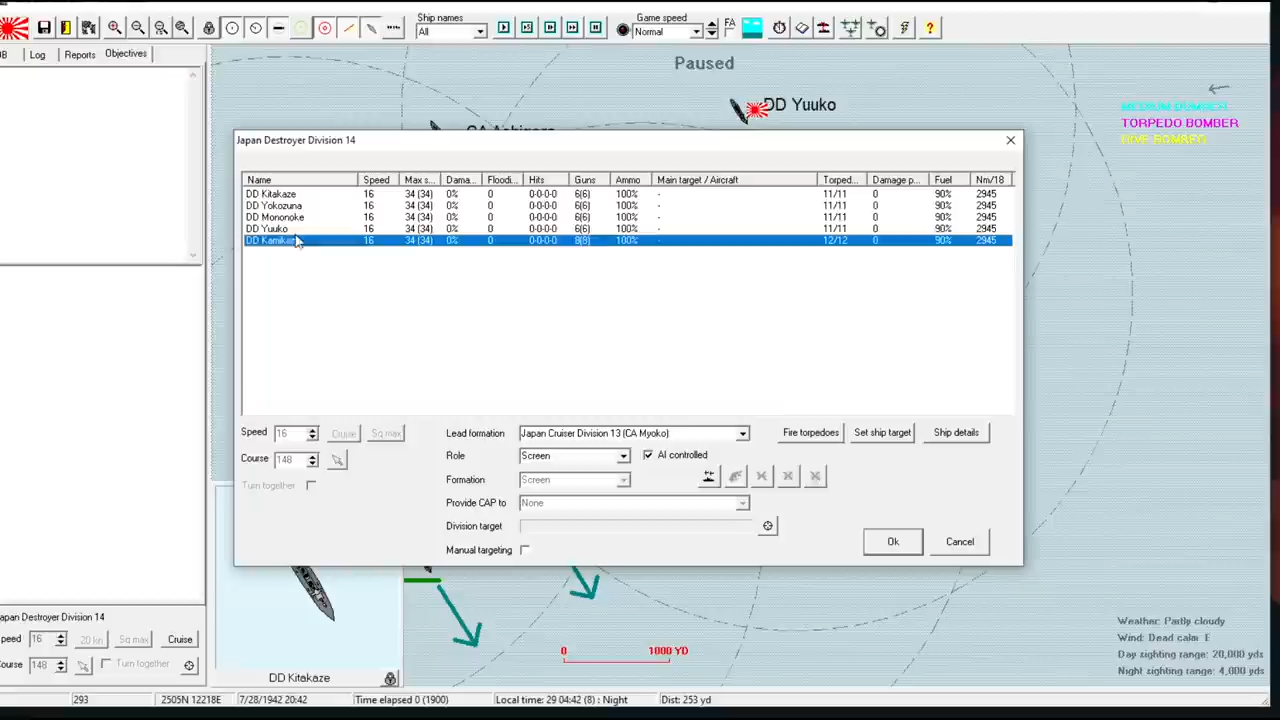 Ship names
All
Game speed
Normal
FA
DB Log Reports Objectives
Paused
DD Yuuko
CA Ashigara
MEDIUM BOMBER
TORPEDO BOMBER
DIVE BOMBER
Japan Destroyer Division 14
Name Speed Max s... Dama... Floodi... Hits Guns Ammo Main target / Aircraft Torped... Damage p... Fuel Nm/18
DD Kitakaze 16 34 (34) 0% 0 0-0-0-0 6(6) 100% - 11/11 0 90% 2945
DD Yokozuna 16 34 (34) 0% 0 0-0-0-0 6(6) 100% - 11/11 0 90% 2945
DD Mononoke 16 34 (34) 0% 0 0-0-0-0 6(6) 100% - 11/11 0 90% 2945
DD Yuuko 16 34 (34) 0% 0 0-0-0-0 6(6) 100% - 11/11 0 90% 2945
DD 16 34 (34) 0% 0 0-0-0-0 8(8) 100% - 12/12 0 90% 2945
Speed 16 Cruise Sq max
Course 148
Turn together
Lead formation Japan Cruiser Division 13 (CA Myoko)
Fire torpedoes Set ship target Ship details
Role Screen AI controlled
Formation Screen
Provide CAP to None
Division target
Manual targeting
Ok Cancel
apan Destroyer Division 14
peed 16 20 kn Sq max Cruise
Course 148 Turn together
DD Kitakaze
0 1000 YD
Weather: Partly cloudy
Wind: Dead calm E
Day sighting range: 20,000 yds
Night sighting range: 4,000 yds
293 2505N 12218E 7/28/1942 20:42 Time elapsed 0 (1900) Local time: 29 04:42 (8) : Night Dist: 253 yd